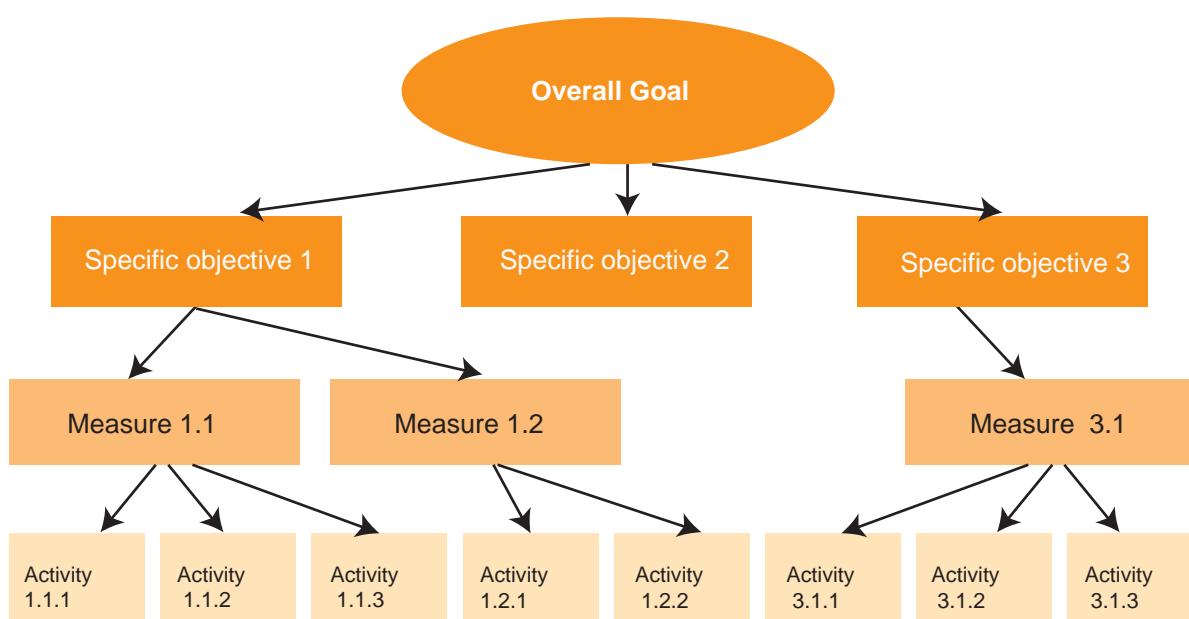 Overall Goal
Specific objective 1
Specific objective 2
Specific objective 3
Measure 1.1
Measure 1.2
Measure 3.1
Activity
1.1.1
Activity
1.1.2
Activity
1.1.3
Activity
1.2.1
Activity
1.2.2
Activity
3.1.1
Activity
3.1.2
Activity
3.1.3